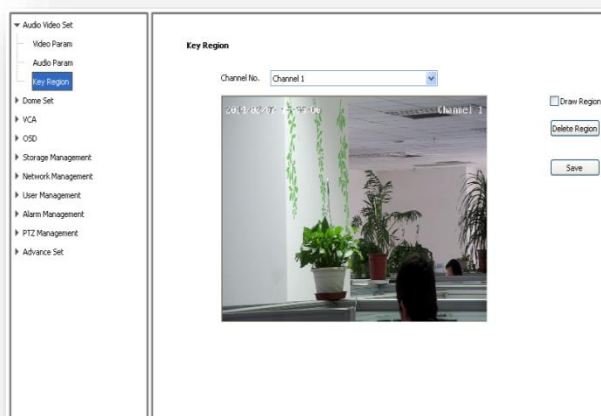 Audio Video Set
Video Param
Audio Param
Key Region
Dome Set
VCA
OSD
Storage Management
Network Management
User Management
Alarm Management
PTZ Management
Advance Set
Key Region
Channel No. Channel 1
Channel 1
Draw Region
Delete Region
Save